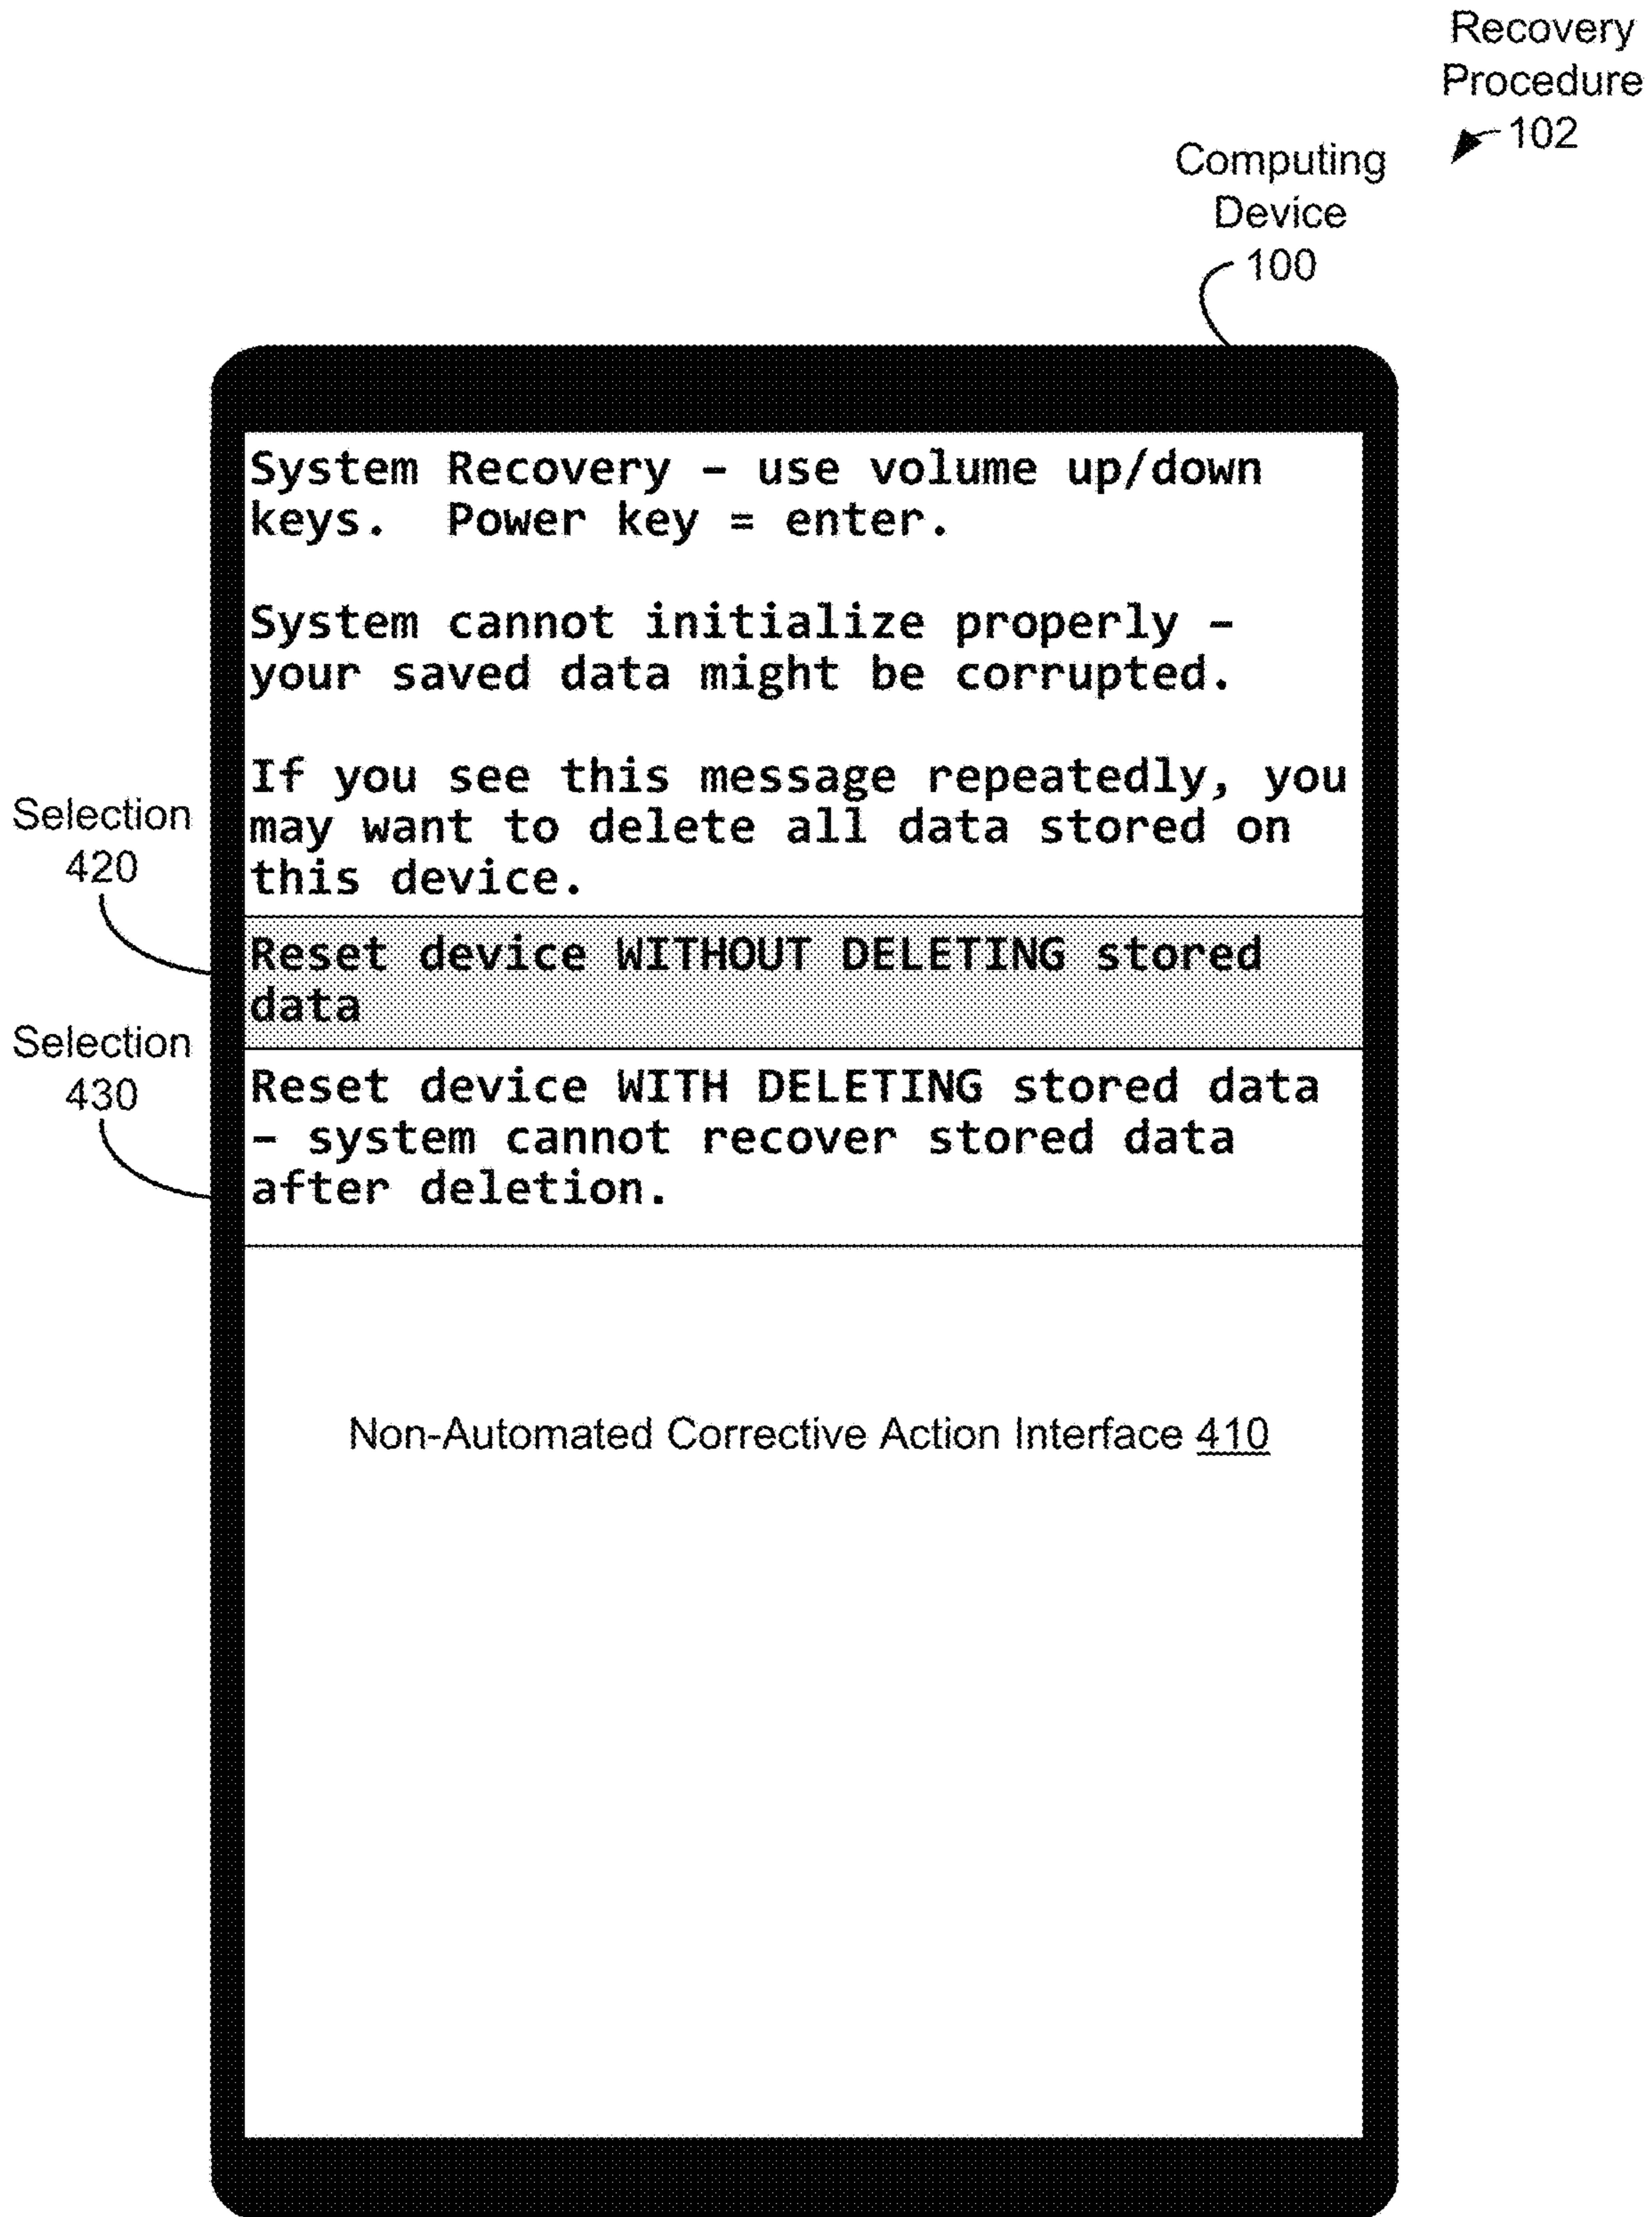 Recovery
Procedure
102
Computing
Device
100
System Recovery – use volume up/down
keys.  Power key = enter.
System cannot initialize properly –
your saved data might be corrupted.
If you see this message repeatedly, you
may want to delete all data stored on
this device.
Selection
420
Reset device WITHOUT DELETING stored
data
Selection
430
Reset device WITH DELETING stored data
– system cannot recover stored data
after deletion.
Non-Automated Corrective Action Interface 410